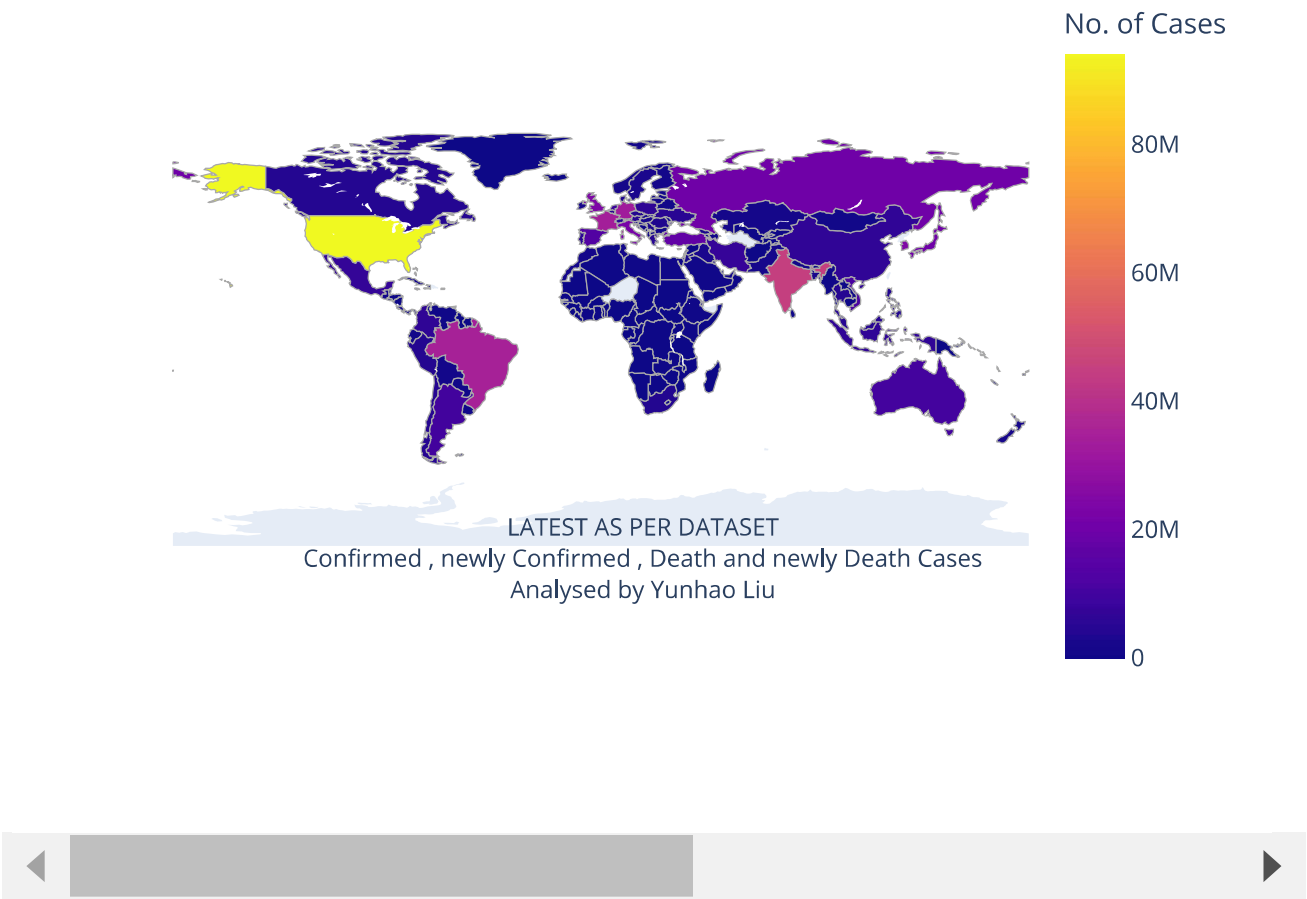 No. of Cases
80M
60M
40M
20M
0
LATEST AS PER DATASET
Confirmed , newly Confirmed , Death and newly Death Cases
Analysed by Yunhao Liu